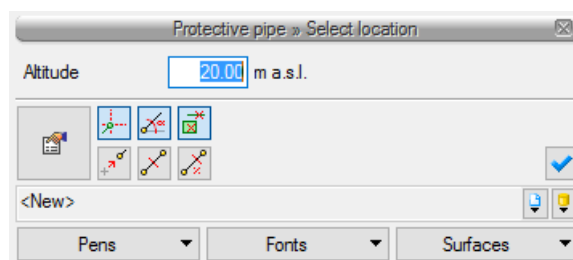 Protective pipe » Select location
Altitude 20.00 m a.s.l.
<New>
Pens Fonts Surfaces